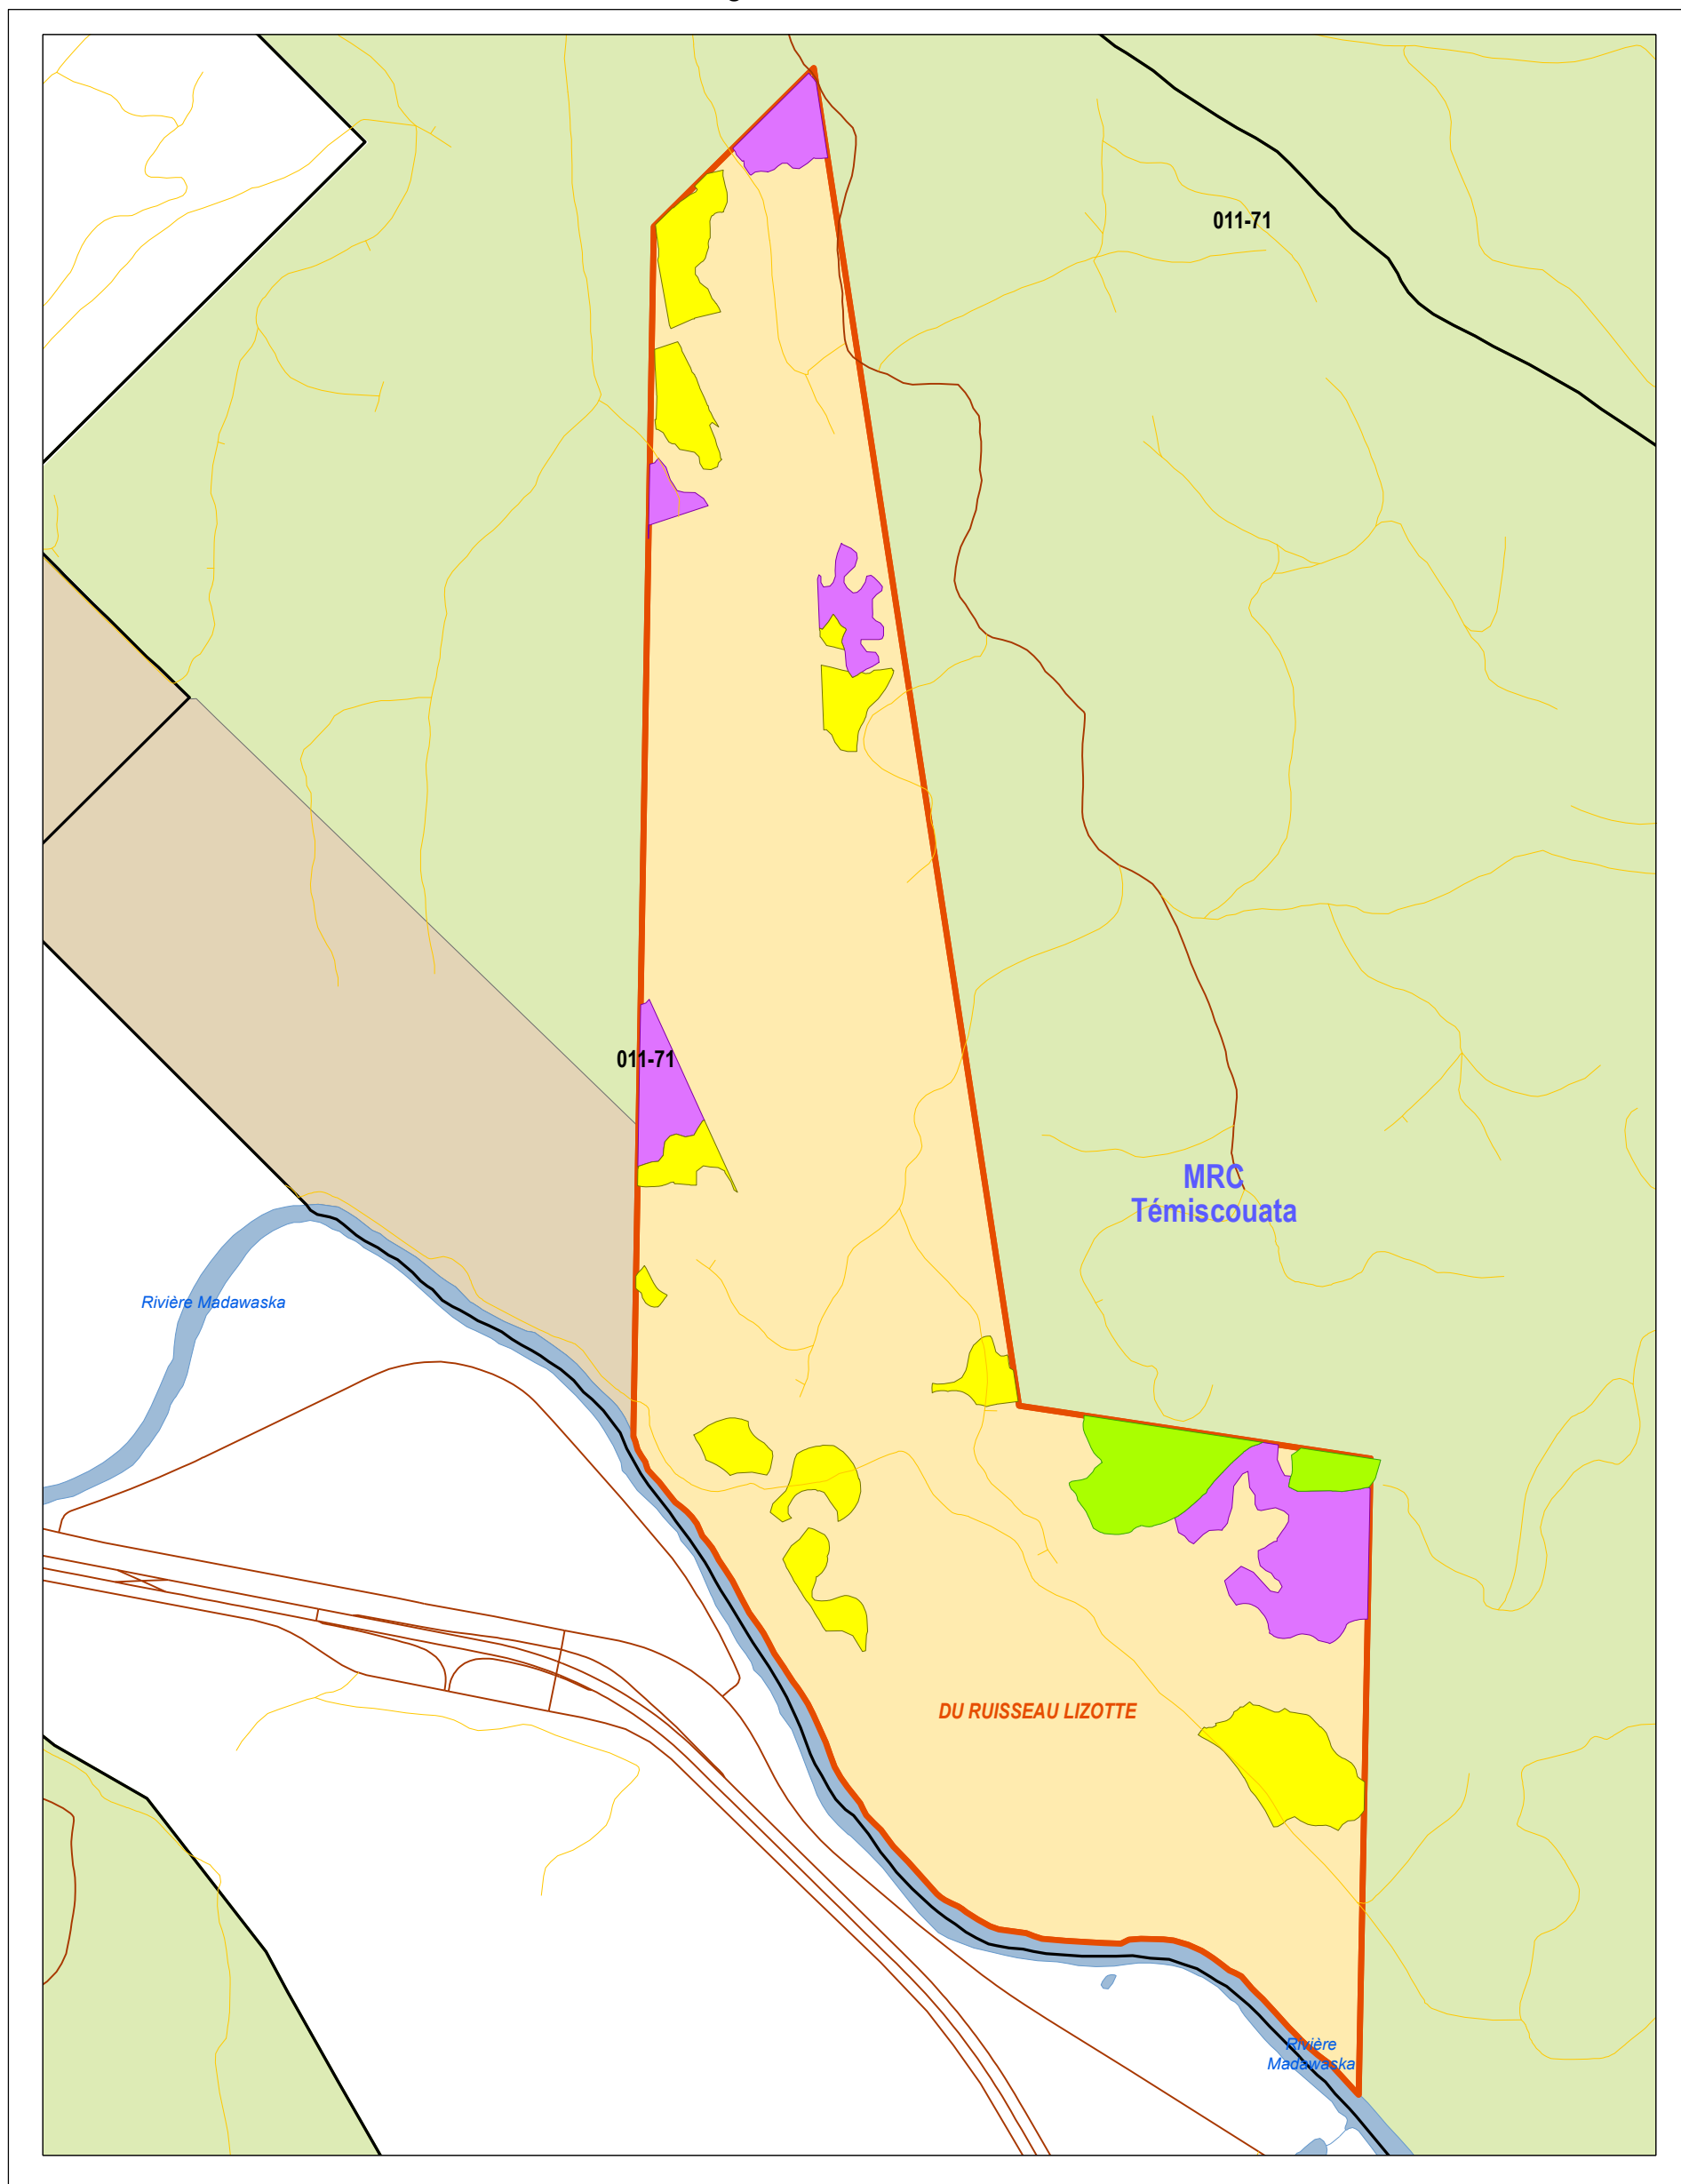 011-71
011-71
MRC
Témiscouata
Rivière Madawaska
DU RUISSEAU LIZOTTE
Rivière
Madawaska